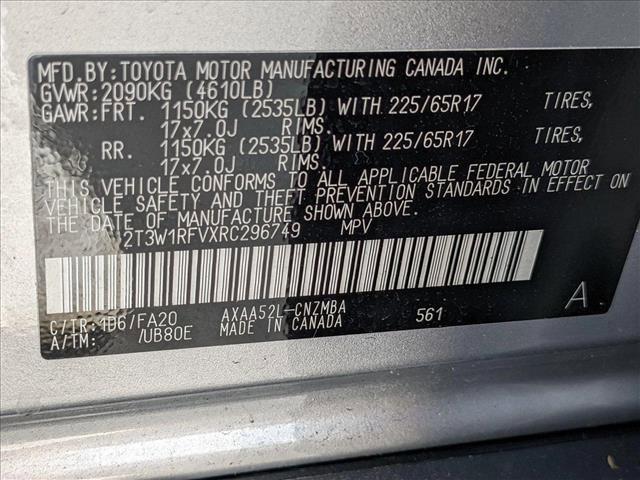 MFD.BY:TOYOTA MOTOR MANUFACTURING CANADA INC.
GVWR:2090KG (4610LB)
GAWR:FRT. 1150KG (2535LB) WITH 225/65R17 TIRES,
17x7.0J RIMS.
RR. 1150KG (2535LB) WITH 225/65R17 TIRES,
17x7.0J RIMS.
THIS VEHICLE CONFORMS TO ALL APPLICABLE FEDERAL MOTOR
VEHICLE SAFETY AND THEFT PREVENTION STANDARDS IN EFFECT ON
THE DATE OF MANUFACTURE SHOWN ABOVE.
2T3W1RFVXRC296749 MPV
C/TR:1D6/FA20 AXAA52L-CNZMBA 561 A
A/TM: /UB80E MADE IN CANADA